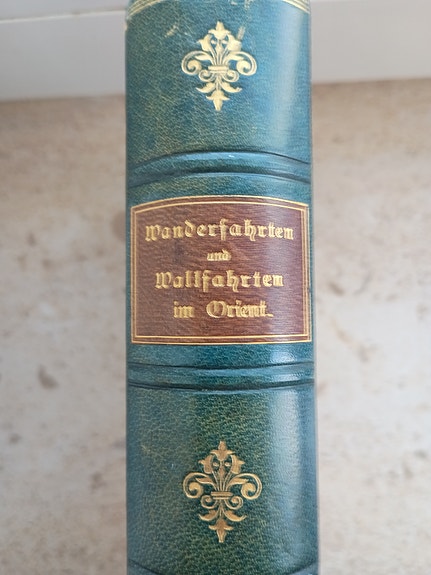 Wanderfahrten
und
Wallfahrten
im Orient.